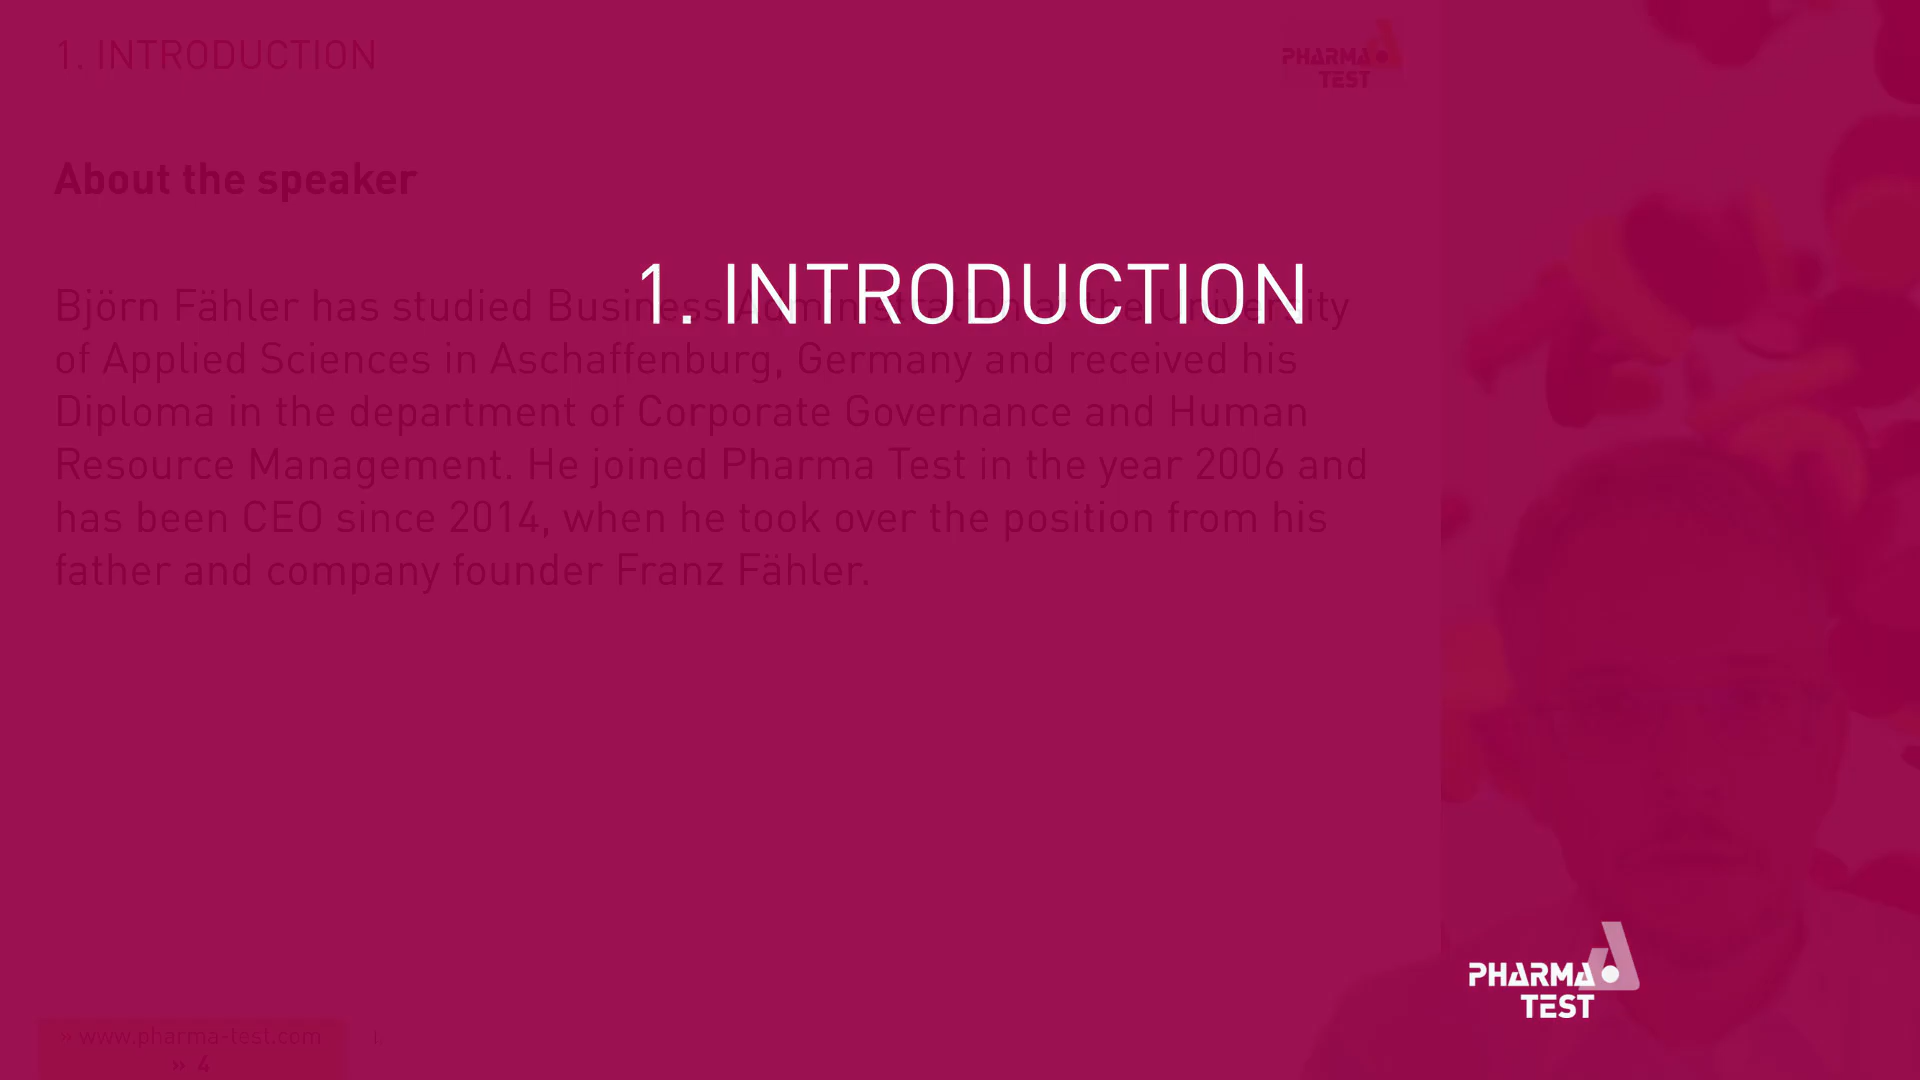 1. INTRODUCTION
PHARMA
TEST
About the speaker
1. INTRODUCTION
Björn Fähler has studied Business Administration at the University
of Applied Sciences in Aschaffenburg, Germany and received his
Diploma in the department of Corporate Governance and Human
Resource Management. He joined Pharma Test in the year 2006 and
has been CEO since 2014, when he took over the position from his
father and company founder Franz Fähler.
PHARMA
TEST
» www.pharma-test.com
» 4